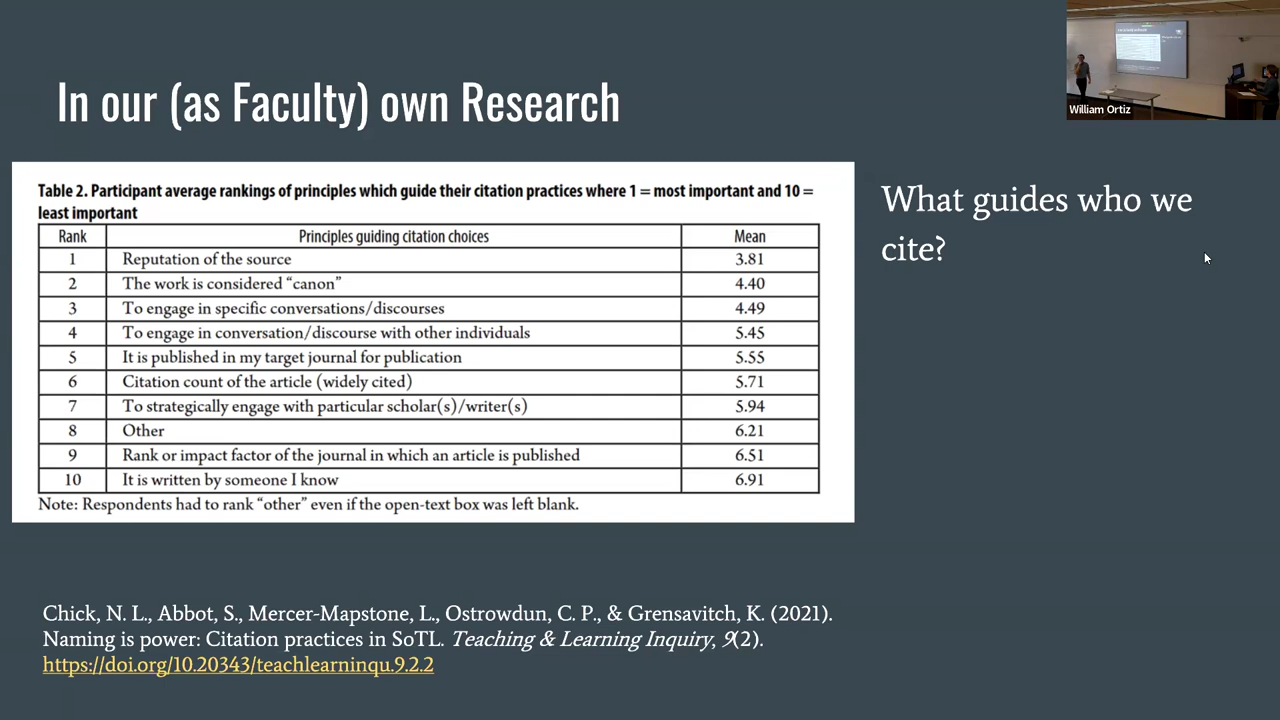 In our (as Faculty) own Research
William Ortiz
Table 2. Participant average rankings of principles which guide their citation practices where 1 = most important and 10 =
least important
Rank Principles guiding citation choices Mean
1 Reputation of the source 3.81
2 The work is considered “canon” 4.40
3 To engage in specific conversations/discourses 4.49
4 To engage in conversation/discourse with other individuals 5.45
5 It is published in my target journal for publication 5.55
6 Citation count of the article (widely cited) 5.71
7 To strategically engage with particular scholar(s)/writer(s) 5.94
8 Other 6.21
9 Rank or impact factor of the journal in which an article is published 6.51
10 It is written by someone I know 6.91
Note: Respondents had to rank “other” even if the open-text box was left blank.
What guides who we
cite?
Chick, N. L., Abbot, S., Mercer-Mapstone, L., Ostrowdun, C. P., & Grensavitch, K. (2021).
Naming is power: Citation practices in SoTL. Teaching & Learning Inquiry, 9(2).
https://doi.org/10.20343/teachlearninqu.9.2.2